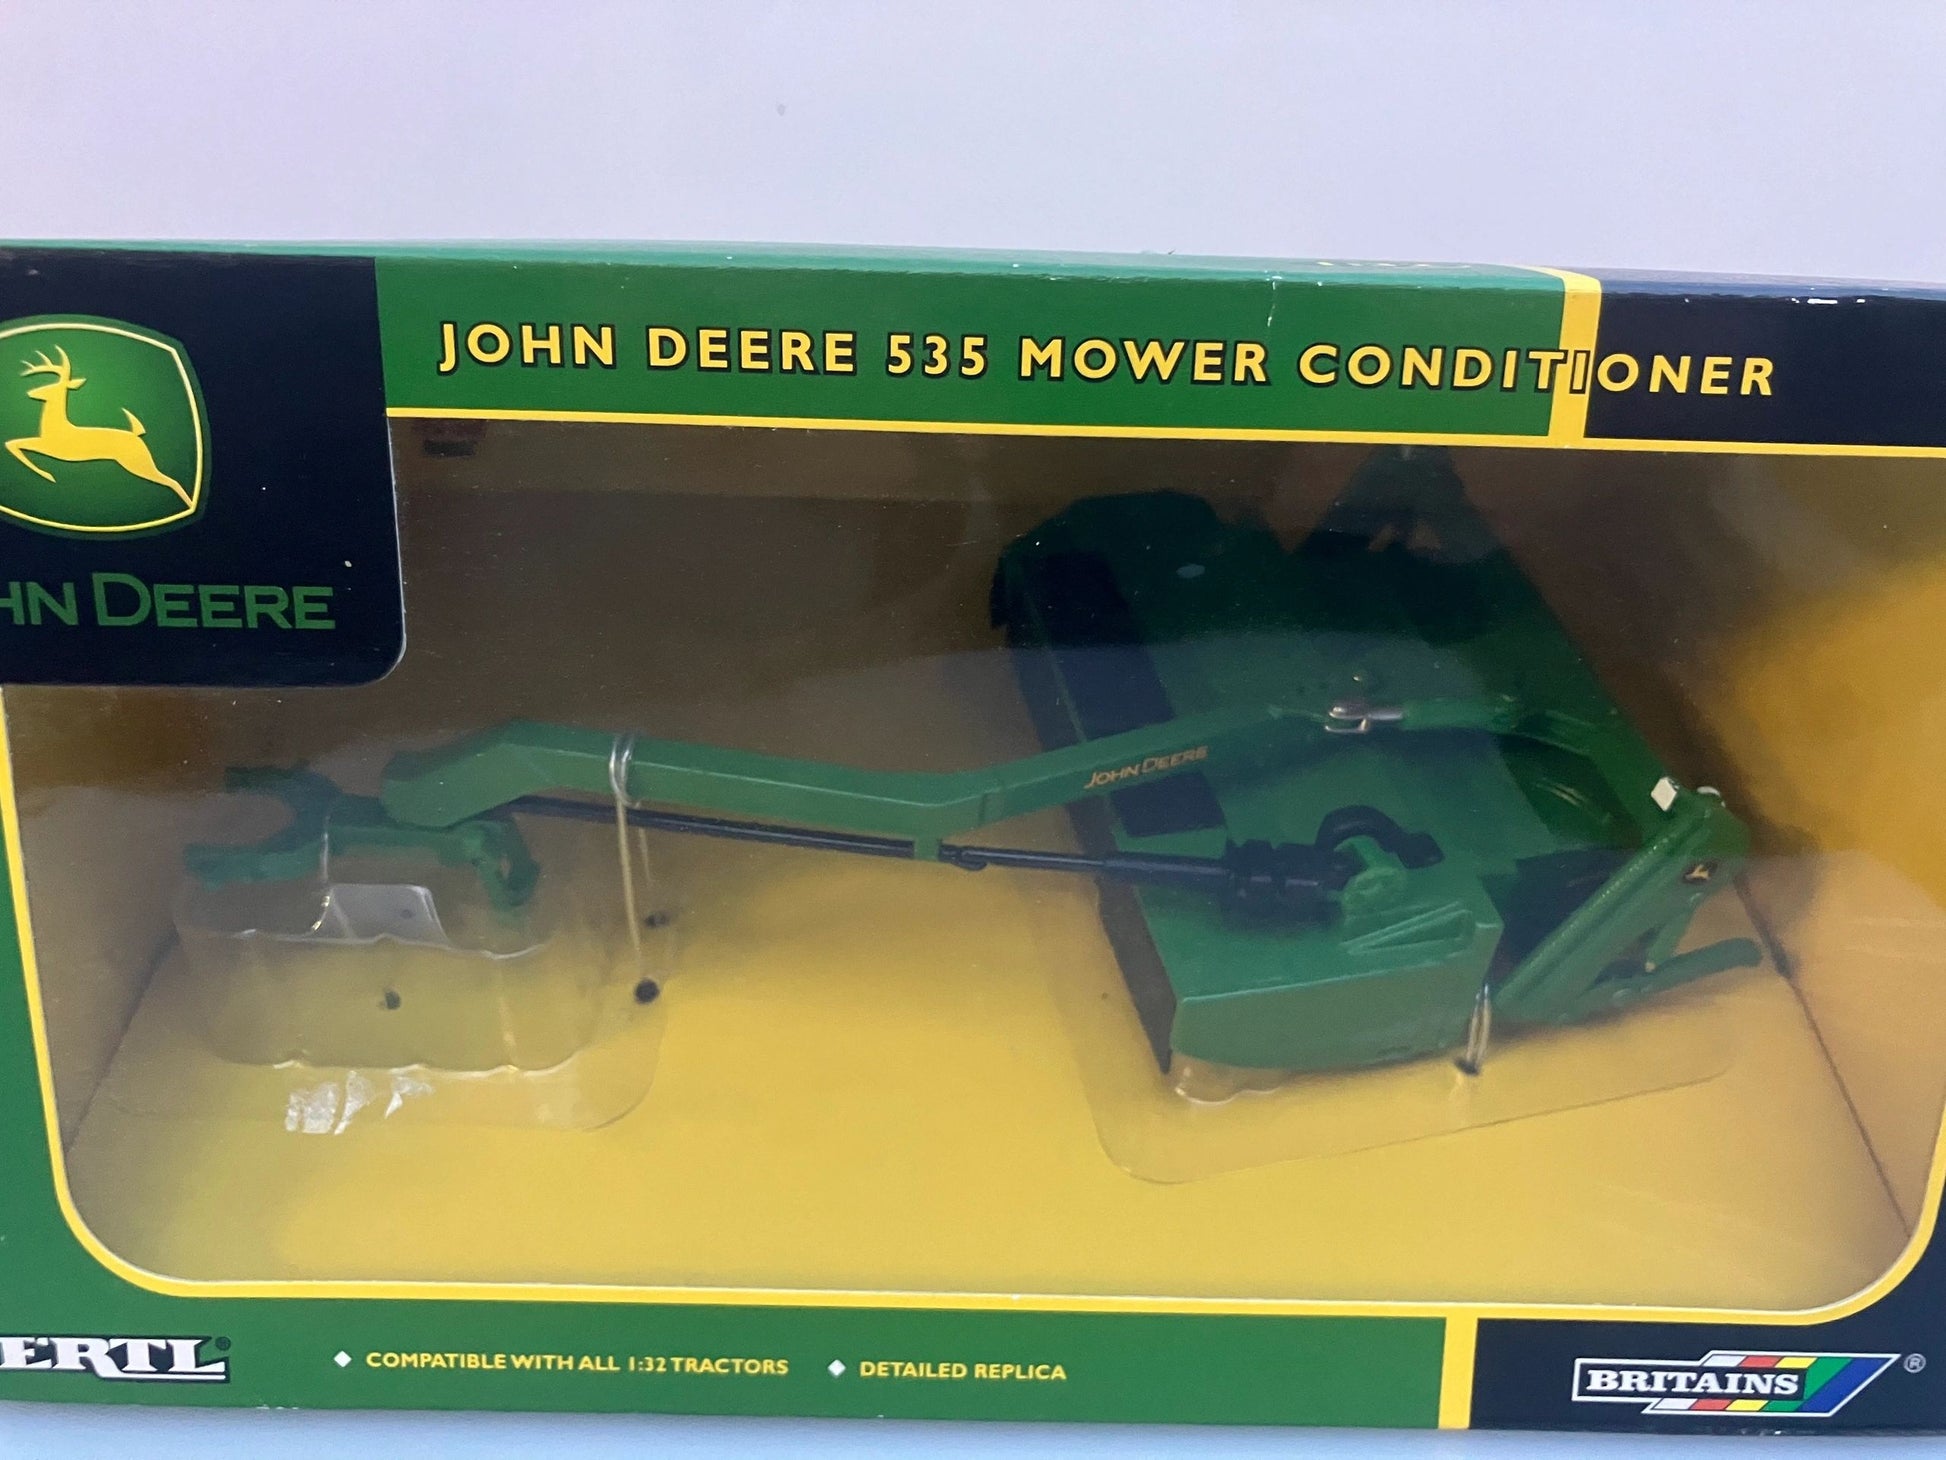 JOHN DEERE 535 MOWER CONDITIONER
HN DEERE
JOHN DEERE
ERTL®
COMPATIBLE WITH ALL 1:32 TRACTORS
DETAILED REPLICA
BRITAINS ®